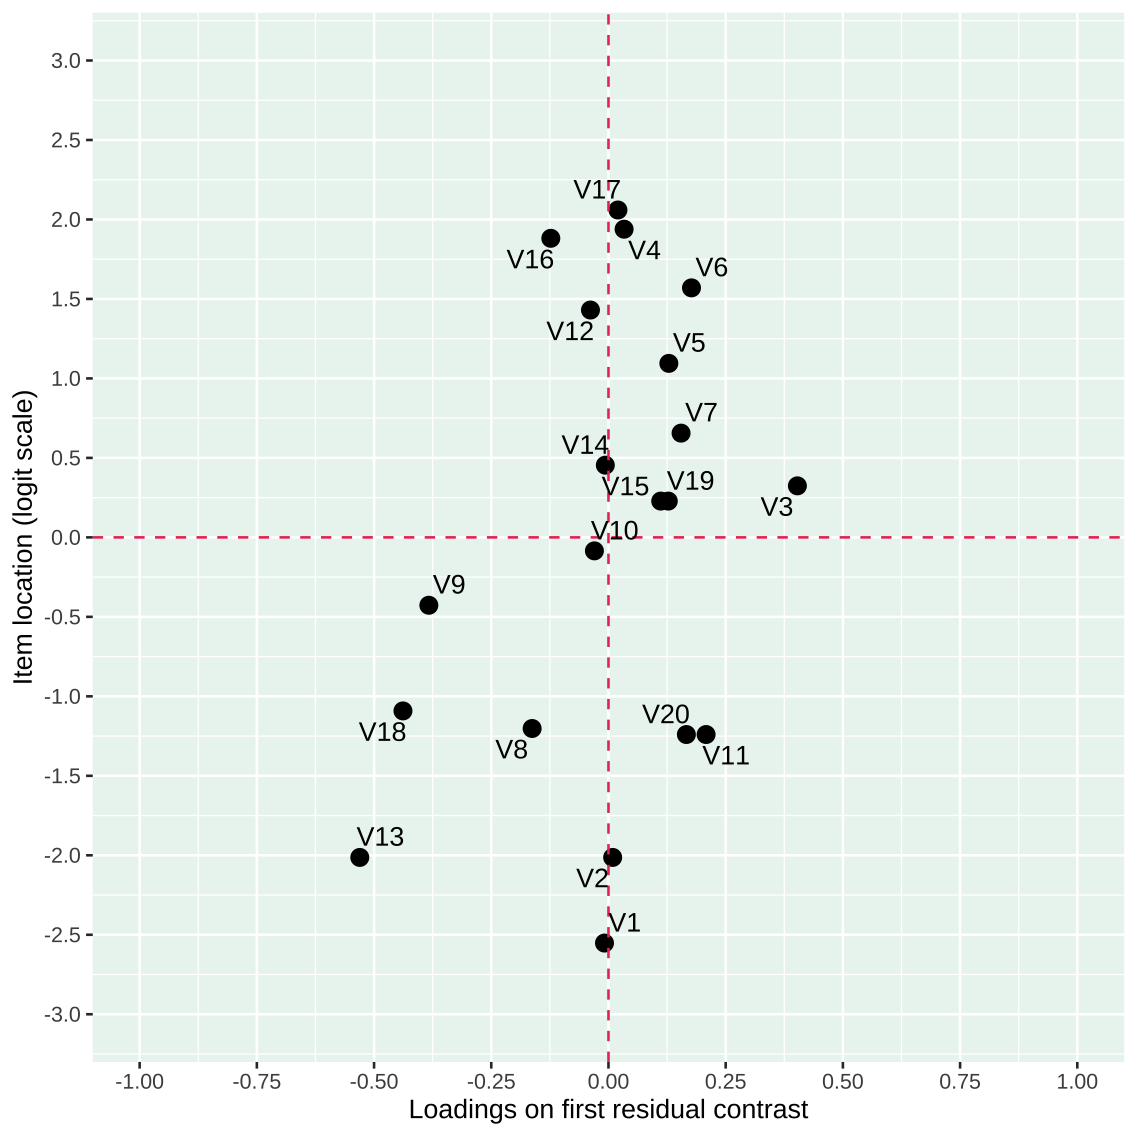 3.0
2.5
2.0
1.5
1.0
0.5
0.0
-0.5
-1.0
-1.5
-2.0
-2.5
-3.0
Item location (logit scale)
V17
V4
V16
V6
V12
V5
V7
V14
V15
V19
V3
V10
V9
V18
V8
V20
V11
V13
V2
V1
-1.00 -0.75 -0.50 -0.25 0.00 0.25 0.50 0.75 1.00
Loadings on first residual contrast